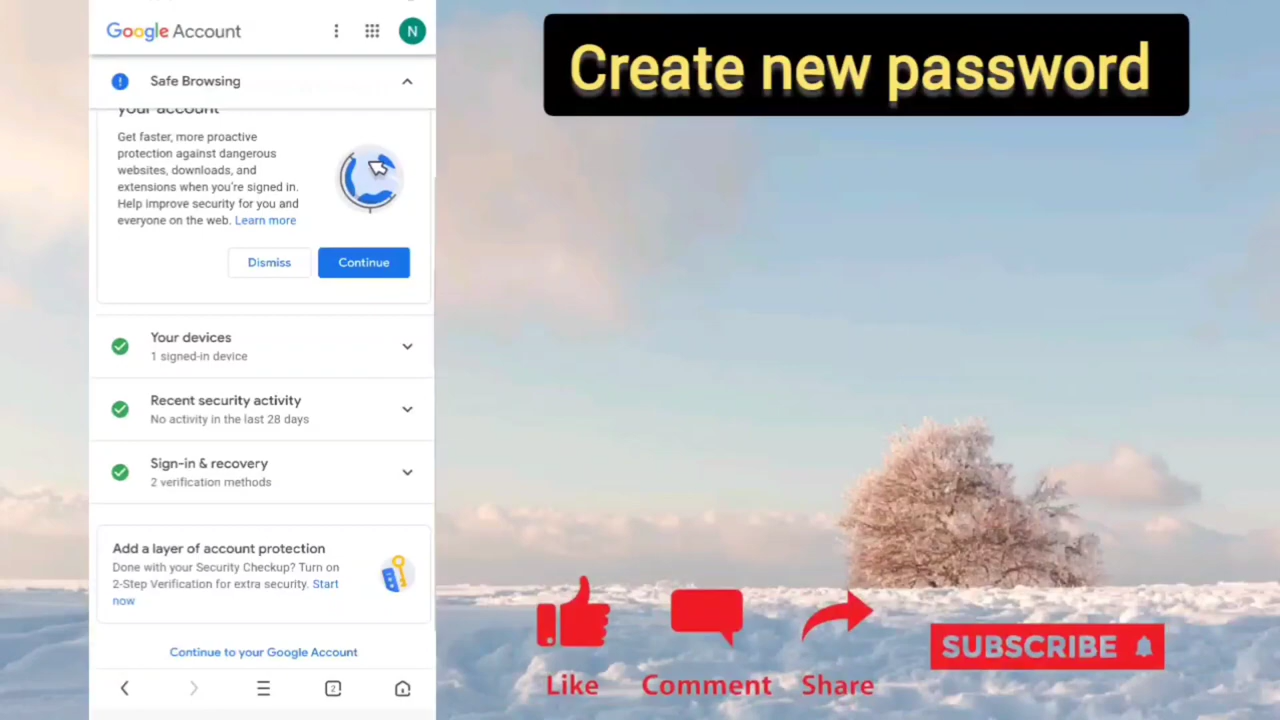 Google Account
N
Safe Browsing
your account
Get faster, more proactive
protection against dangerous
websites, downloads, and
extensions when you're signed in.
Help improve security for you and
everyone on the web. Learn more
Dismiss
Continue
Your devices
1 signed-in device
Recent security activity
No activity in the last 28 days
Sign-in & recovery
2 verification methods
Add a layer of account protection
Done with your Security Checkup? Turn on
2-Step Verification for extra security. Start
now
Continue to your Google Account
2
Create new password
Like
Comment
Share
SUBSCRIBE